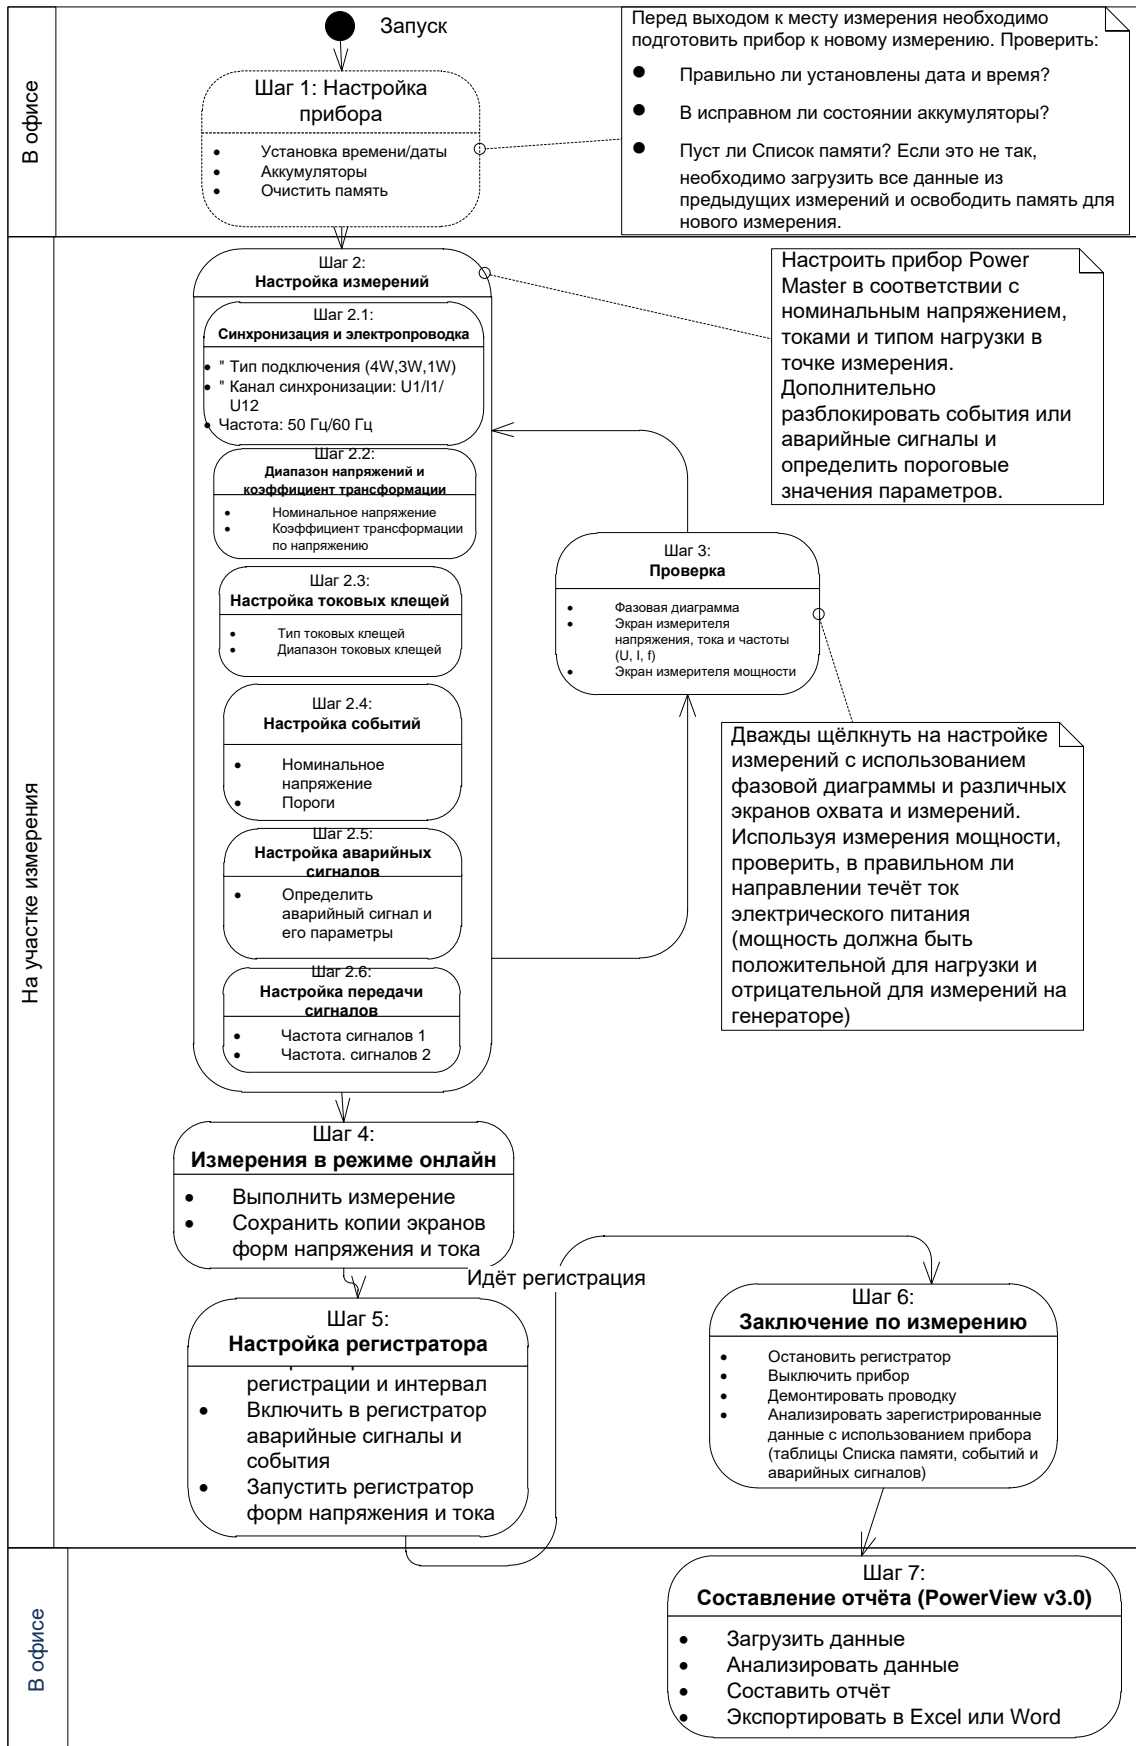 В офисе
Запуск
Шаг 1: Настройка
прибора
• Установка времени/даты
• Аккумуляторы
• Очистить память
Перед выходом к месту измерения необходимо
подготовить прибор к новому измерению. Проверить:
● Правильно ли установлены дата и время?
● В исправном ли состоянии аккумуляторы?
● Пуст ли Список памяти? Если это не так,
необходимо загрузить все данные из
предыдущих измерений и освободить память для
нового измерения.
На участке измерения
Шаг 2:
Настройка измерений
Шаг 2.1:
Синхронизация и электропроводка
• " Тип подключения (4W,3W,1W)
• " Канал синхронизации: U1/I1/
U12
• Частота: 50 Гц/60 Гц
Шаг 2.2:
Диапазон напряжений и
коэффициент трансформации
• Номинальное напряжение
• Коэффициент трансформации
по напряжению
Шаг 2.3:
Настройка токовых клещей
• Тип токовых клещей
• Диапазон токовых клещей
Шаг 2.4:
Настройка событий
• Номинальное
напряжение
• Пороги
Шаг 2.5:
Настройка аварийных
сигналов
• Определить
аварийный сигнал и
его параметры
Шаг 2.6:
Настройка передачи
сигналов
• Частота сигналов 1
• Частота. сигналов 2
Настроить прибор Power
Master в соответствии с
номинальным напряжением,
токами и типом нагрузки в
точке измерения.
Дополнительно
разблокировать события или
аварийные сигналы и
определить пороговые
значения параметров.
Шаг 3:
Проверка
• Фазовая диаграмма
• Экран измерителя
напряжения, тока и частоты
(U, I, f)
• Экран измерителя мощности
Дважды щёлкнуть на настройке
измерений с использованием
фазовой диаграммы и различных
экранов охвата и измерений.
Используя измерения мощности,
проверить, в правильном ли
направлении течёт ток
электрического питания
(мощность должна быть
положительной для нагрузки и
отрицательной для измерений на
генераторе)
Шаг 4:
Измерения в режиме онлайн
• Выполнить измерение
• Сохранить копии экранов
форм напряжения и тока
Идёт регистрация
Шаг 5:
Настройка регистратора
регистрации и интервал
• Включить в регистратор
аварийные сигналы и
события
• Запустить регистратор
форм напряжения и тока
Шаг 6:
Заключение по измерению
• Остановить регистратор
• Выключить прибор
• Демонтировать проводку
• Анализировать зарегистрированные
данные с использованием прибора
(таблицы Списка памяти, событий и
аварийных сигналов)
В офисе
Шаг 7:
Составление отчёта (PowerView v3.0)
• Загрузить данные
• Анализировать данные
• Составить отчёт
• Экспортировать в Excel или Word